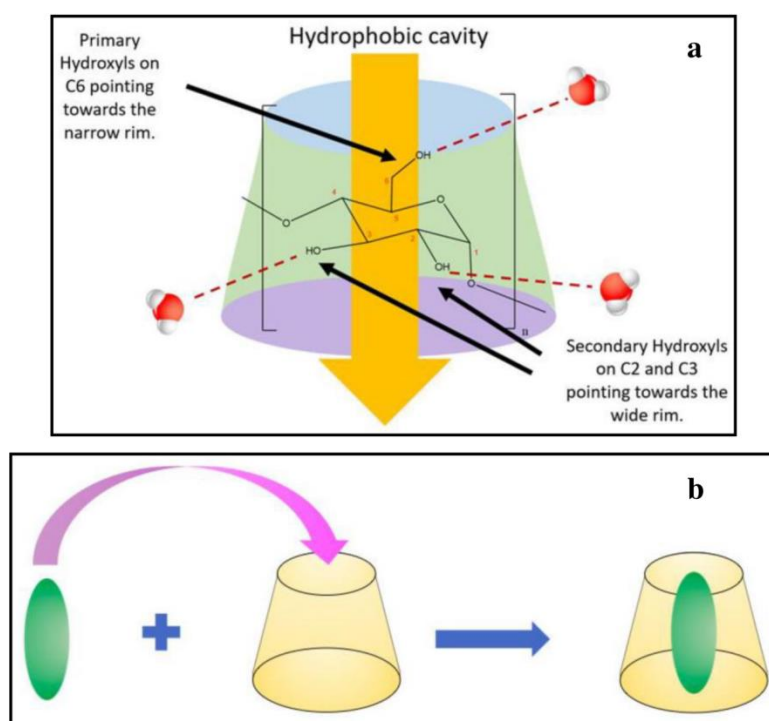 Hydrophobic cavity
a
Primary
Hydroxyls on
C6 pointing
towards the
narrow rim.
OH
6
4
5
O
O
3
2
1
HO
OH
O
n
Secondary Hydroxyls
on C2 and C3
pointing towards the
wide rim.
b